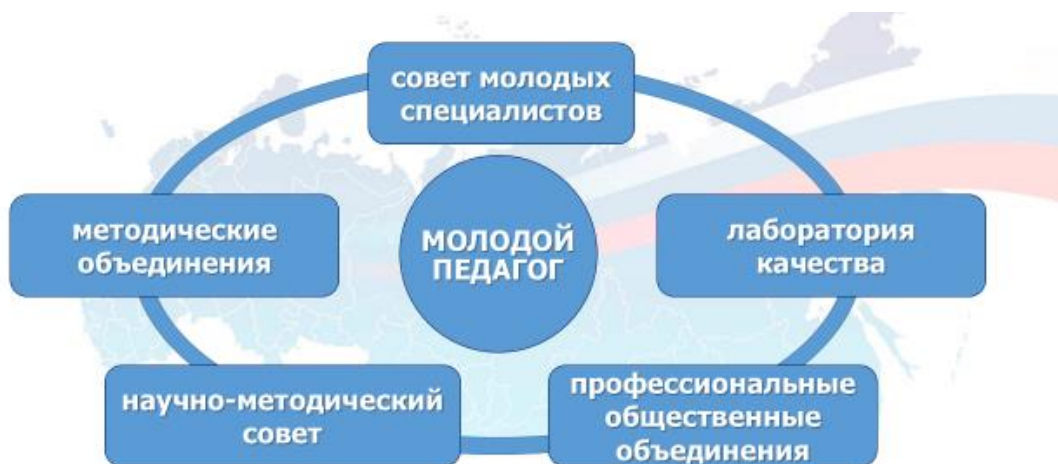 совет молодых
специалистов
методические
объединения
МОЛОДОЙ
ПЕДАГОГ
лаборатория
качества
научно-методический
совет
профессиональные
общественные
объединения